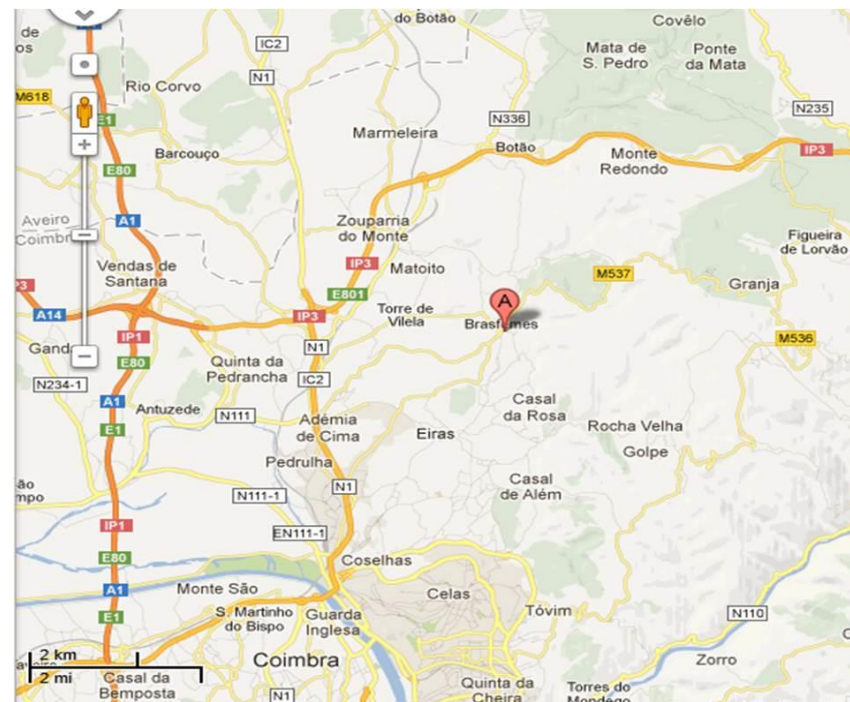 do Botão
Covêlo
de
os
IC2
Mata de
S. Pedro
Ponte
da Mata
N1
Rio Corvo
M618
N235
E1
N336
Marmeleira
Botão
Barcouço
Monte
Redondo
IP3
E80
Aveiro
Coimbr
A1
Zouparria
do Monte
Figueira
de Lorvão
Vendas de
Santana
IP3
Matoito
M537
Granja
P3
E801
A
A14
IP3
Torre de
Vilela
Brasfemes
IP1
N1
M536
Gand
E80
Quinta da
Pedrancha
N234-1
IC2
A1
Antuzede
N111
Casal
da Rosa
E1
Adémia
de Cima
Eiras
Rocha Velha
Golpe
Pedrulha
ão
mpo
N111-1
N1
Casal
de Além
IP1
EN111-1
E80
Coselhas
A1
Monte São
Celas
E1
S. Martinho
do Bispo
Guarda
Inglesa
Tóvim
N110
2 km
Coimbra
Zorro
2 mi
Casal da
Bemposta
N1
Quinta da
Cheira
Torres do
Mondego